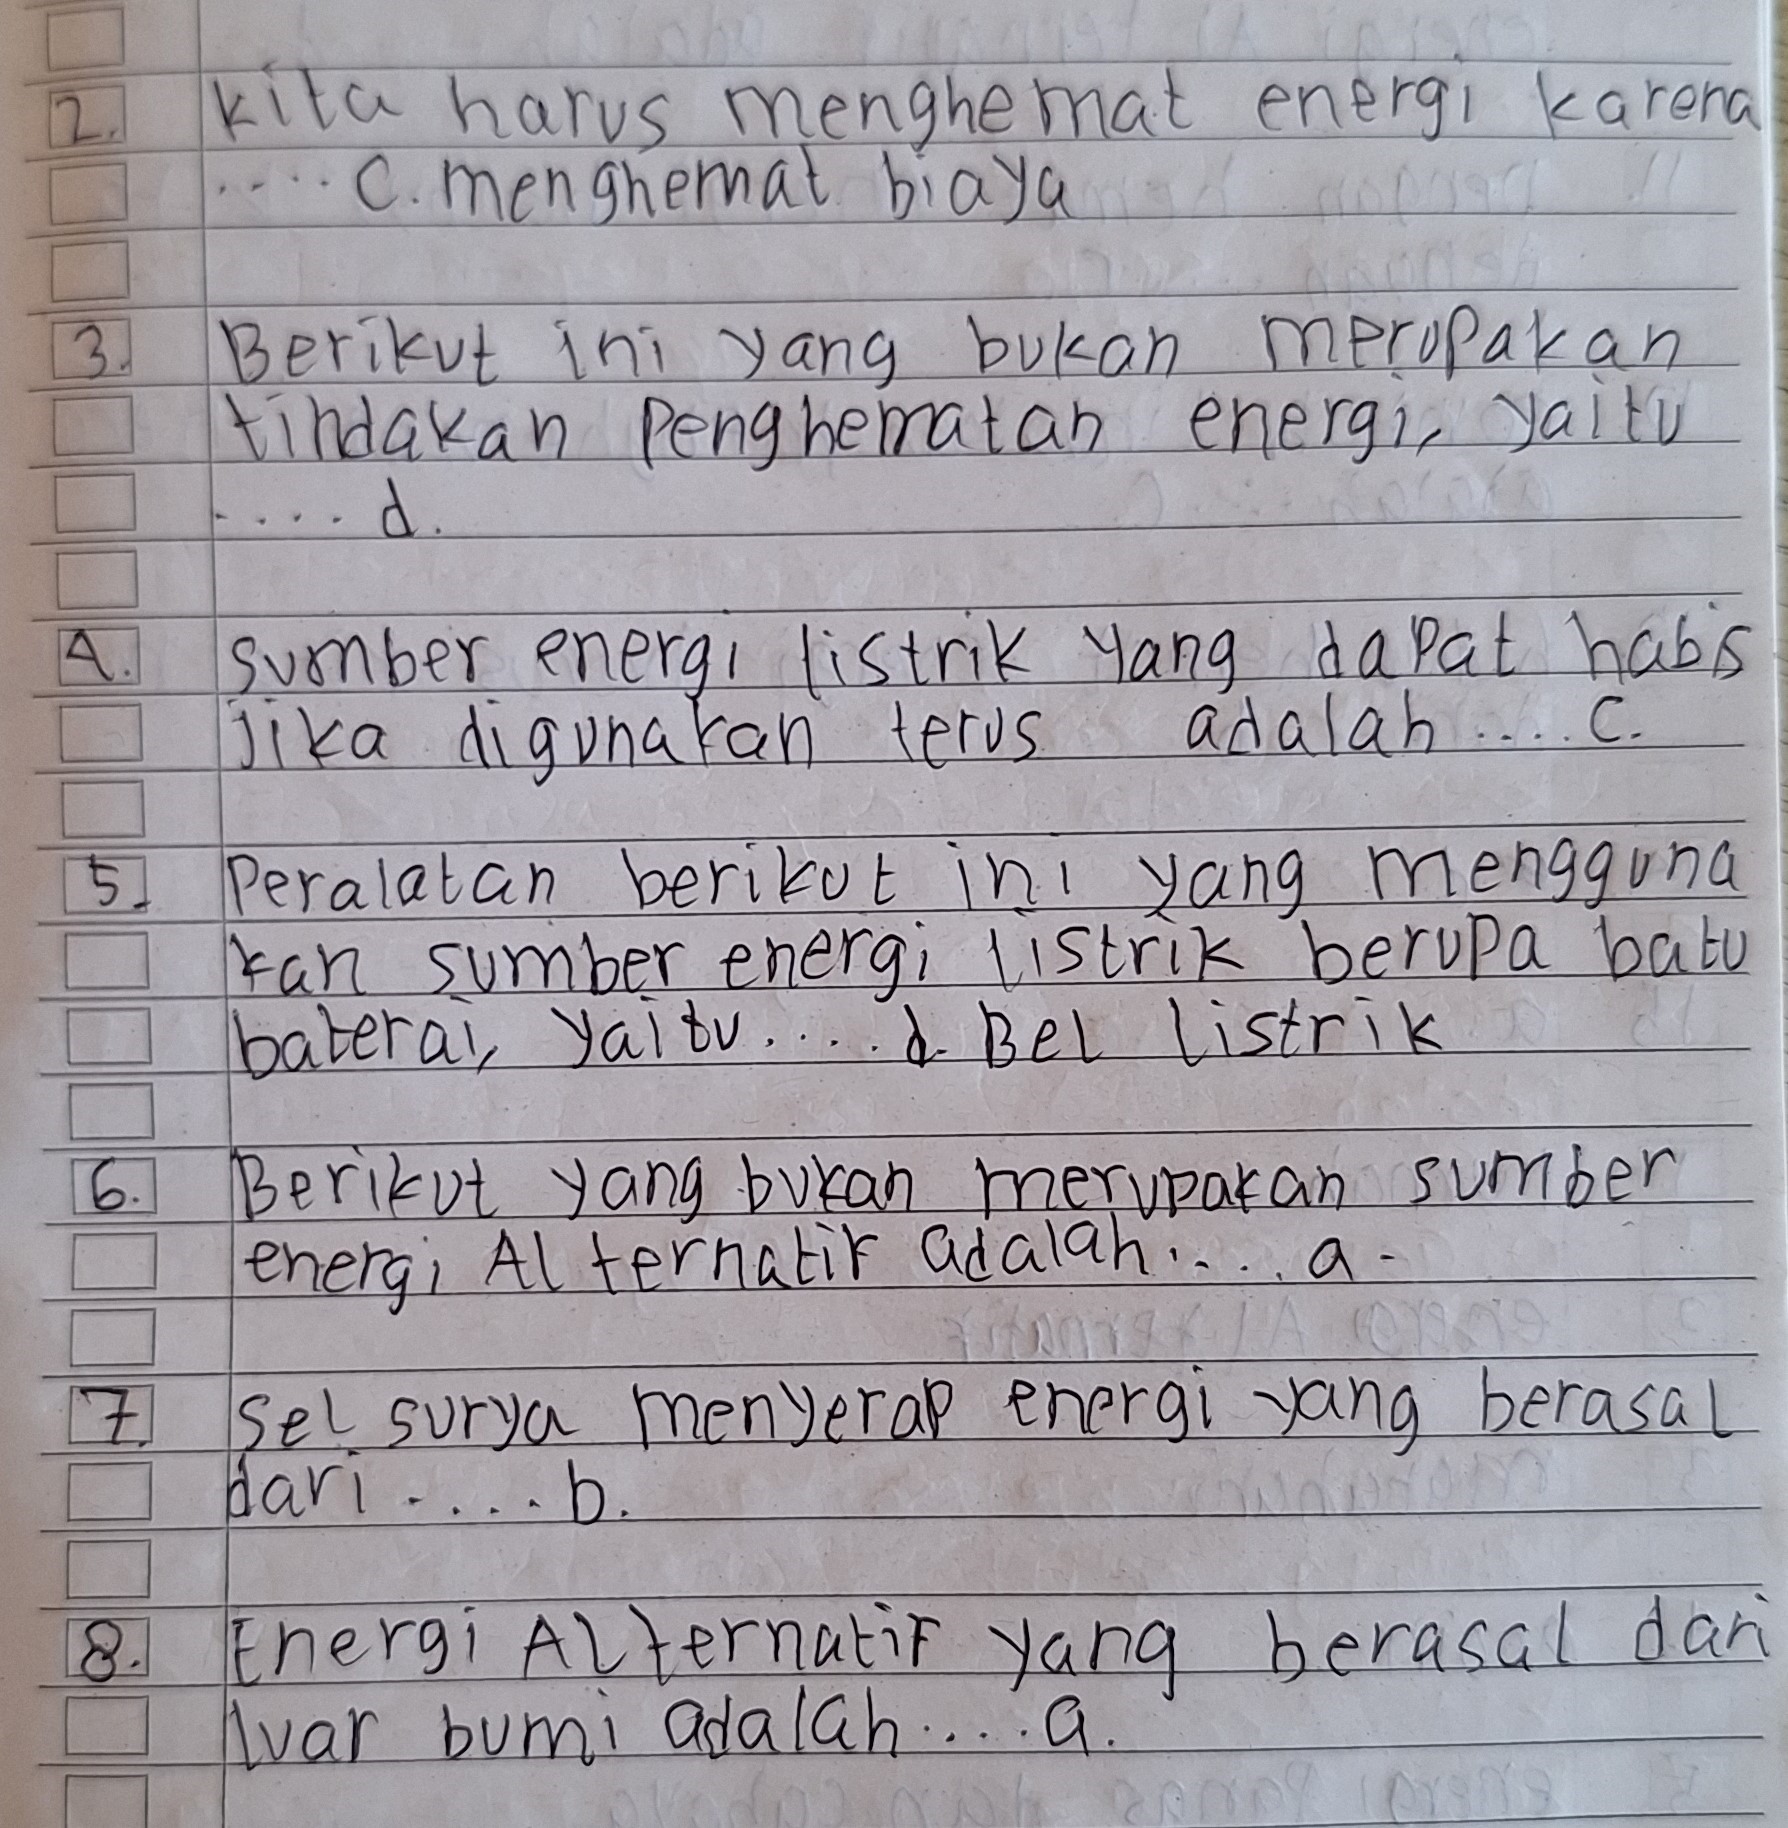 2. kita harus menghemat energi karena
.... C. menghemat biaya
3. Berikut ini yang bukan merupakan
tindakan Penghematan energi, yaitu
.... d.
4. sumber energi listrik yang dapat habis
jika digunakan terus adalah .... C.
5. Peralatan berikut ini yang mengguna
kan sumber energi listrik berupa batu
baterai, yaitu .... d. Bel listrik
6. Berikut yang bukan merupakan sumber
energi Alternatif adalah .... a.
7. Sel surya menyerap energi yang berasal
dari .... b.
8. Energi Alternatif yang berasal dari
luar bumi adalah .... a.